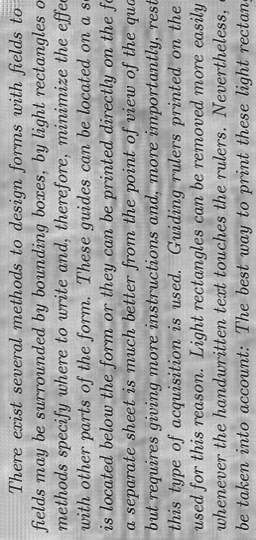 There exist several methods to design forms with fields to
fields may be surrounded by bounding boxes, by light rectangles o
methods specify where to write and, therefore, minimize the effec
with other parts of the form. These guides can be located on a s
is located below the form or they can be printed directly on the fo
a separate sheet is much better from the point of view of the qua
but requires giving more instructions and, more importantly, rest
this type of acquisition is used. Guiding rulers printed on the
used for this reason. Light rectangles can be removed more easily
whenever the handwritten text touches the rulers. Nevertheless,
be taken into account: The best way to print these light rectang